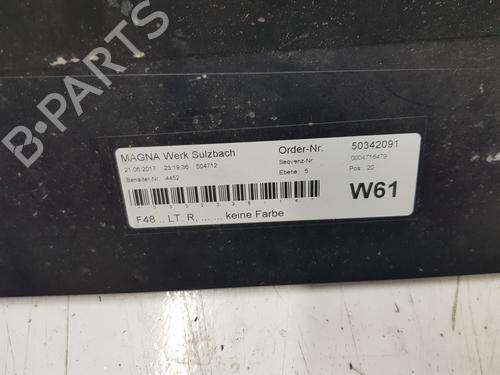 B-PARTS
MAGNA Werk Sulzbach
Order-Nr. 50342091
21.06.2017 23:19:36 504712
Sequenz-Nr. 0004716479
Behälter-Nr. 4452
Ebene: 5 Pos: 20
W61
F48... LT. R, ... ... keine Farbe